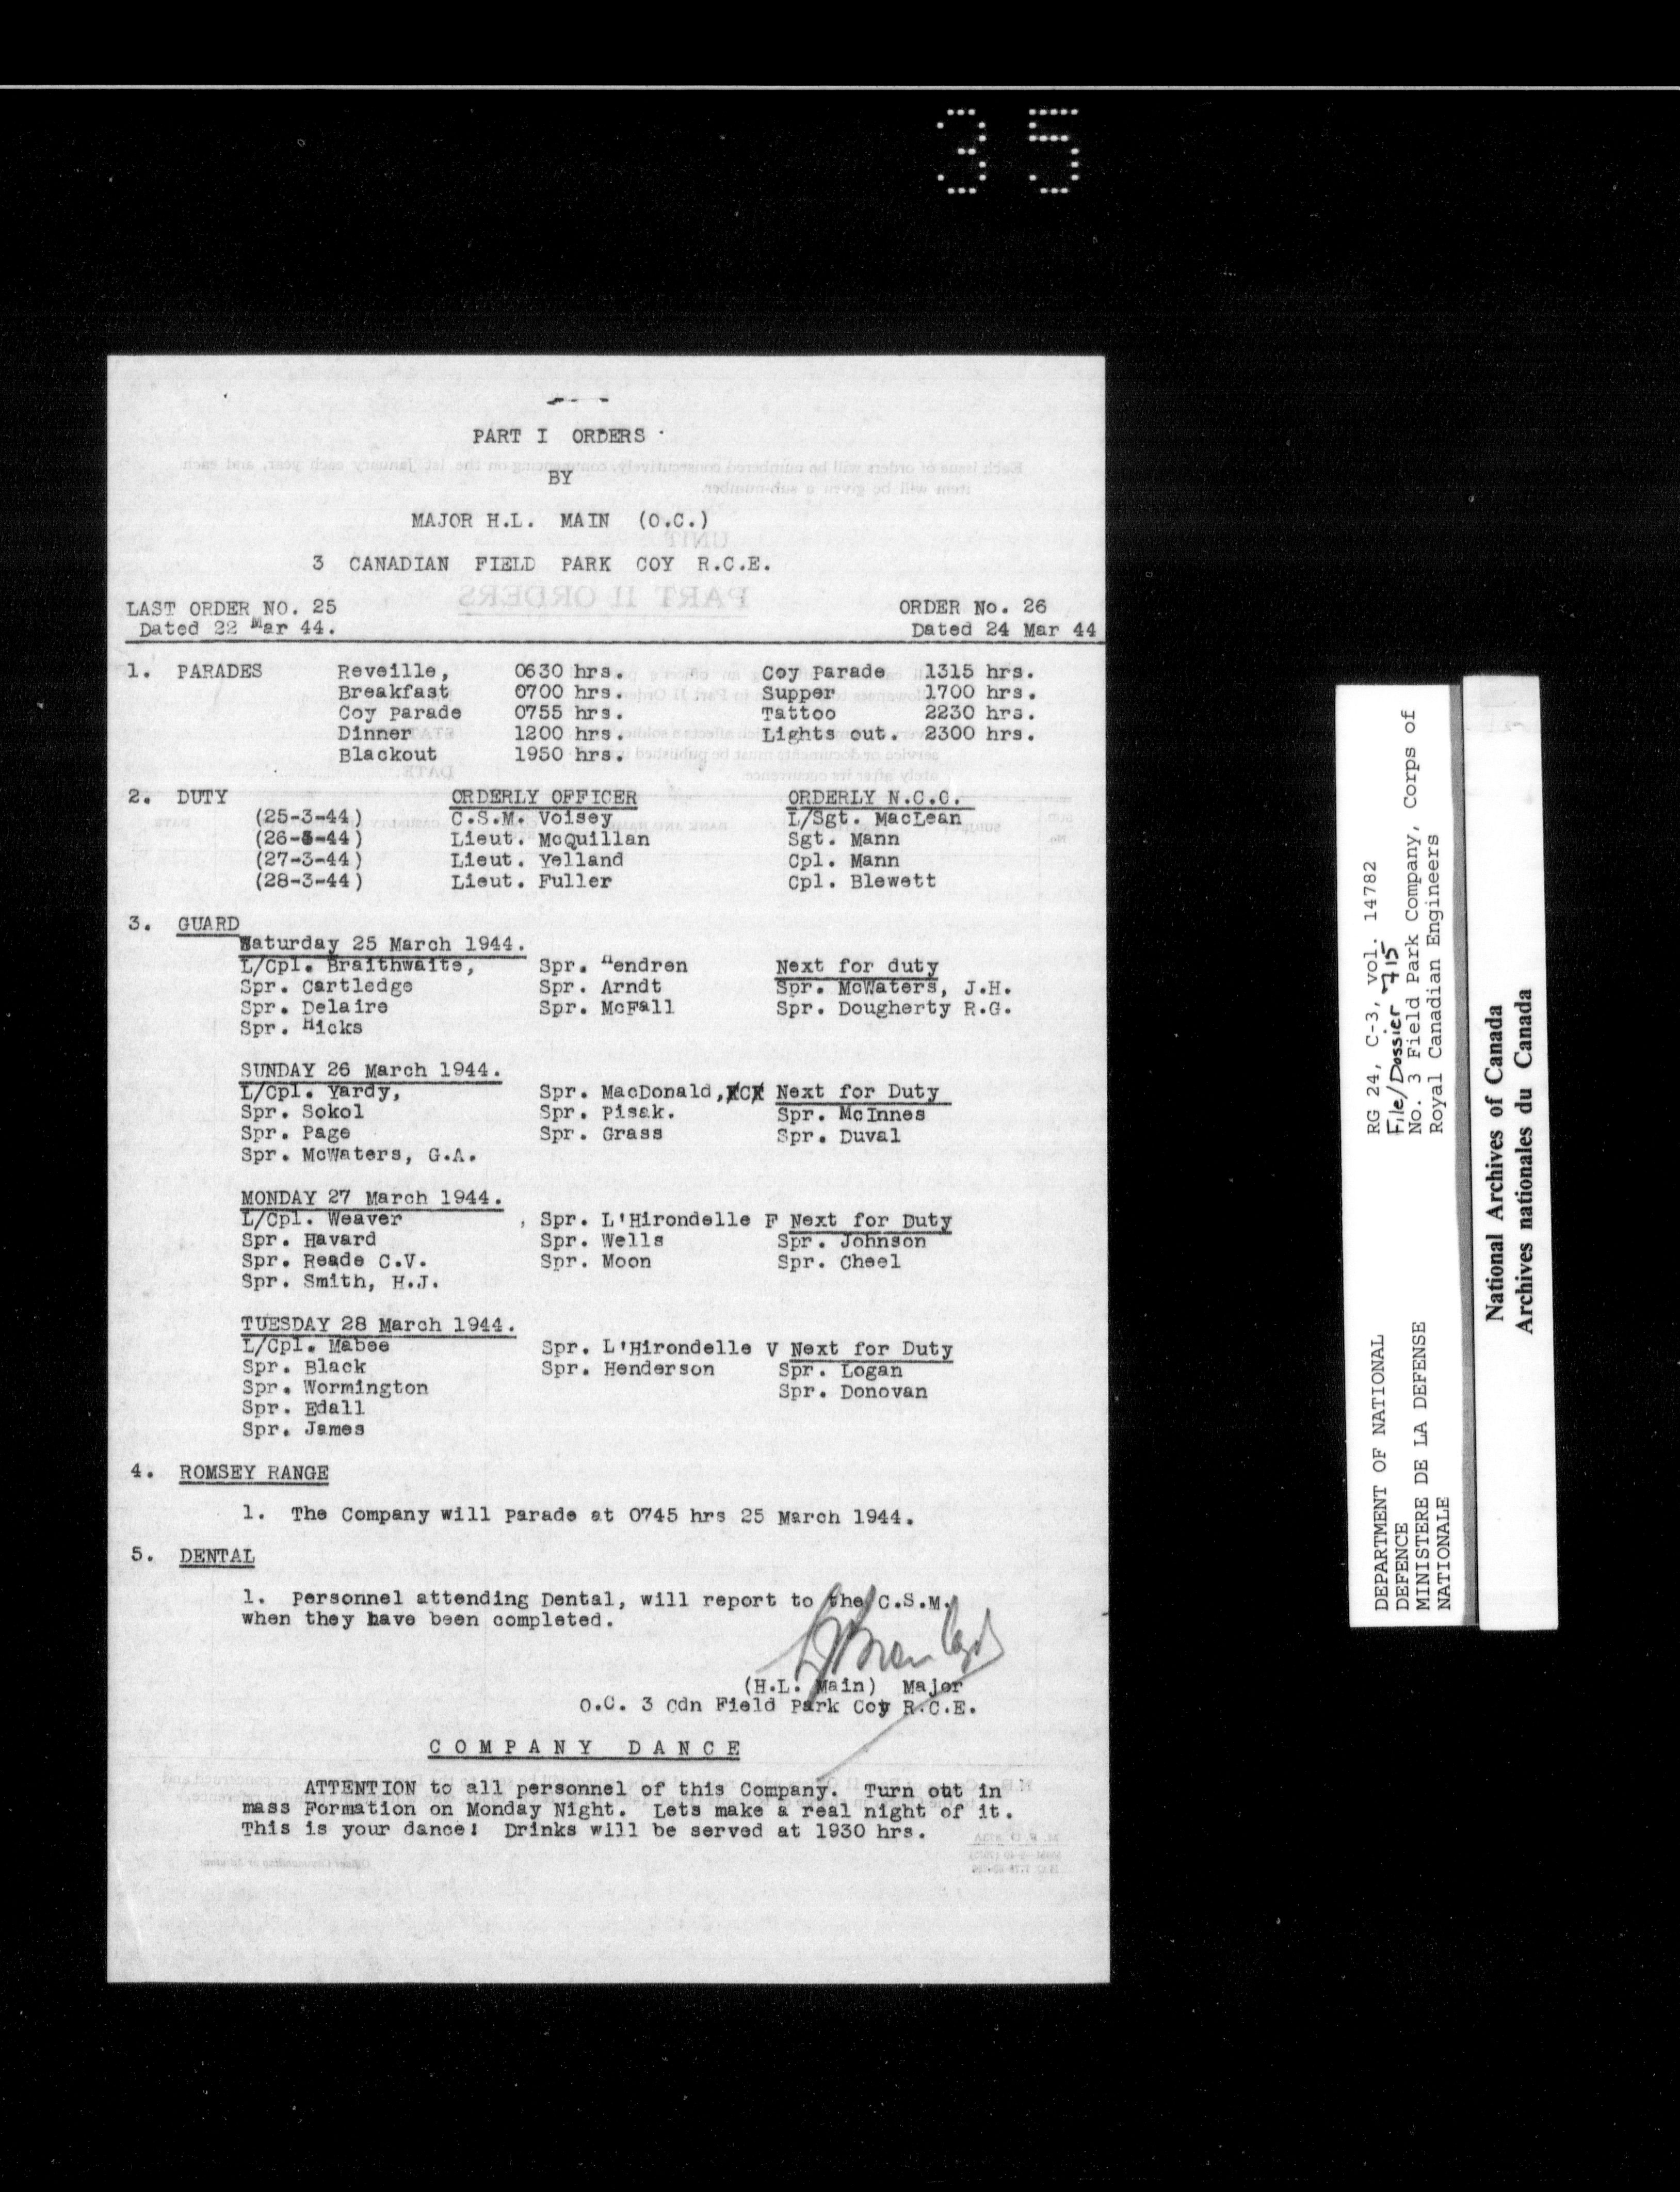 35
PART I ORDERS
BY
MAJOR H.L. MAIN (O.C.)
3 CANADIAN FIELD PARK COY R.C.E.
LAST ORDER NO. 25 ORDER No. 26
Dated 22 Mar 44. Dated 24 Mar 44
1. PARADES Reveille, 0630 hrs. Coy Parade 1315 hrs.
Breakfast 0700 hrs. Supper 1700 hrs.
Coy Parade 0755 hrs. Tattoo 2230 hrs.
Dinner 1200 hrs. Lights out. 2300 hrs.
Blackout 1950 hrs.
2. DUTY ORDERLY OFFICER ORDERLY N.C.O.
(25-3-44) C.S.M. Voisey L/Sgt. MacLean
(26-3-44) Lieut. McQuillan Sgt. Mann
(27-3-44) Lieut. Yelland Cpl. Mann
(28-3-44) Lieut. Fuller Cpl. Blewett
3. GUARD
Saturday 25 March 1944.
L/Cpl. Braithwaite, Spr. Hendren Next for duty
Spr. Cartledge Spr. Arndt Spr. McWaters, J.H.
Spr. Delaire Spr. McFall Spr. Dougherty R.G.
Spr. Hicks
SUNDAY 26 March 1944.
L/Cpl. Yardy, Spr. MacDonald, Next for Duty
Spr. Sokol Spr. Pisak. Spr. McInnes
Spr. Page Spr. Grass Spr. Duval
Spr. McWaters, G.A.
MONDAY 27 March 1944.
L/Cpl. Weaver , Spr. L'Hirondelle F Next for Duty
Spr. Havard Spr. Wells Spr. Johnson
Spr. Reade C.V. Spr. Moon Spr. Cheel
Spr. Smith, H.J.
TUESDAY 28 March 1944.
L/Cpl. Mabee Spr. L'Hirondelle V Next for Duty
Spr. Black Spr. Henderson Spr. Logan
Spr. Wormington Spr. Donovan
Spr. Edall
Spr. James
4. ROMSEY RANGE
1. The Company will Parade at 0745 hrs 25 March 1944.
5. DENTAL
1. Personnel attending Dental, will report to the C.S.M.
when they have been completed.
(H.L. Main) Major
O.C. 3 Cdn Field Park Coy R.C.E.
COMPANY DANCE
ATTENTION to all personnel of this Company. Turn out in
mass Formation on Monday Night. Lets make a real night of it.
This is your dance! Drinks will be served at 1930 hrs.
DEPARTMENT OF NATIONAL
DEFENCE
MINISTERE DE LA DEFENSE
NATIONALE
RG 24, C-3, vol. 14782
File/Dossier 715
No. 3 Field Park Company, Corps of
Royal Canadian Engineers
National Archives of Canada
Archives nationales du Canada